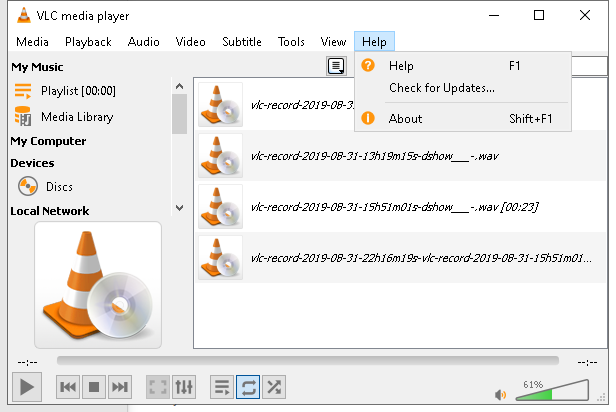 VLC media player
Media Playback Audio Video Subtitle Tools View Help
My Music
Playlist [00:00]
Media Library
My Computer
Devices
Discs
Local Network
Help F1
Check for Updates...
About Shift+F1
vlc-record-2019-08-3
vlc-record-2019-08-31-13h19m15s-dshow___-,wav
vlc-record-2019-08-31-15h51m01s-dshow___-,wav [00:23]
vlc-record-2019-08-31-22h16m19s-vlc-record-2019-08-31-15h51m01...
--:-- --:--
61%